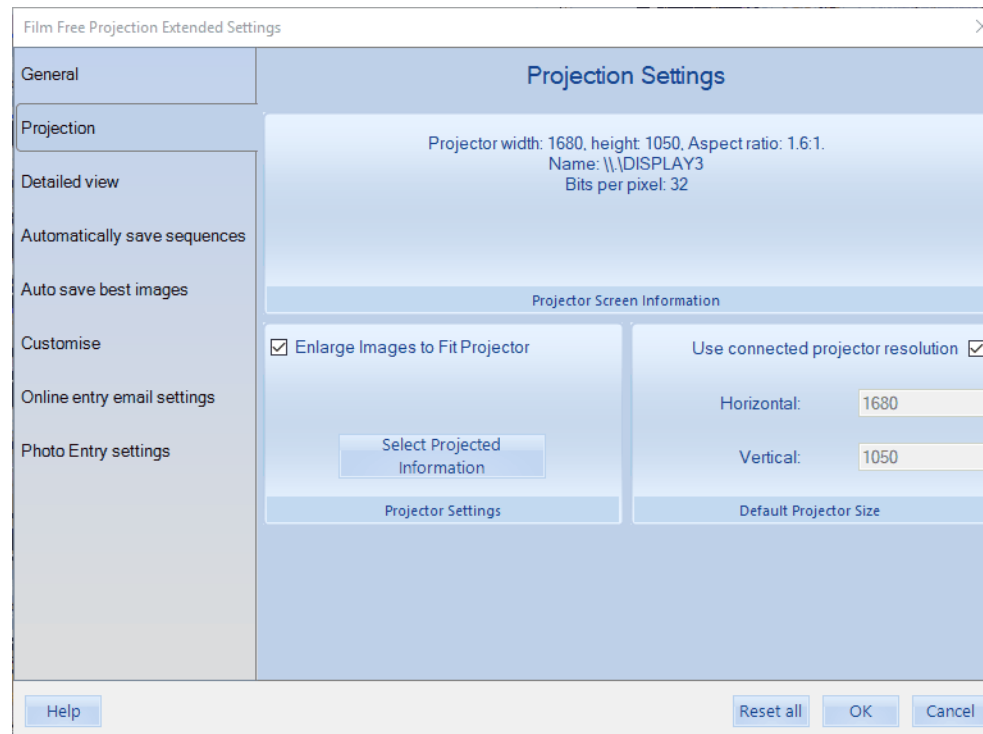 Film Free Projection Extended Settings
General
Projection
Detailed view
Automatically save sequences
Auto save best images
Customise
Online entry email settings
Photo Entry settings
Projection Settings
Projector width: 1680, height: 1050, Aspect ratio: 1.6:1.
Name: \\.\DISPLAY3
Bits per pixel: 32
Projector Screen Information
Enlarge Images to Fit Projector
Select Projected
Information
Projector Settings
Use connected projector resolution
Horizontal: 1680
Vertical: 1050
Default Projector Size
Help
Reset all
OK
Cancel